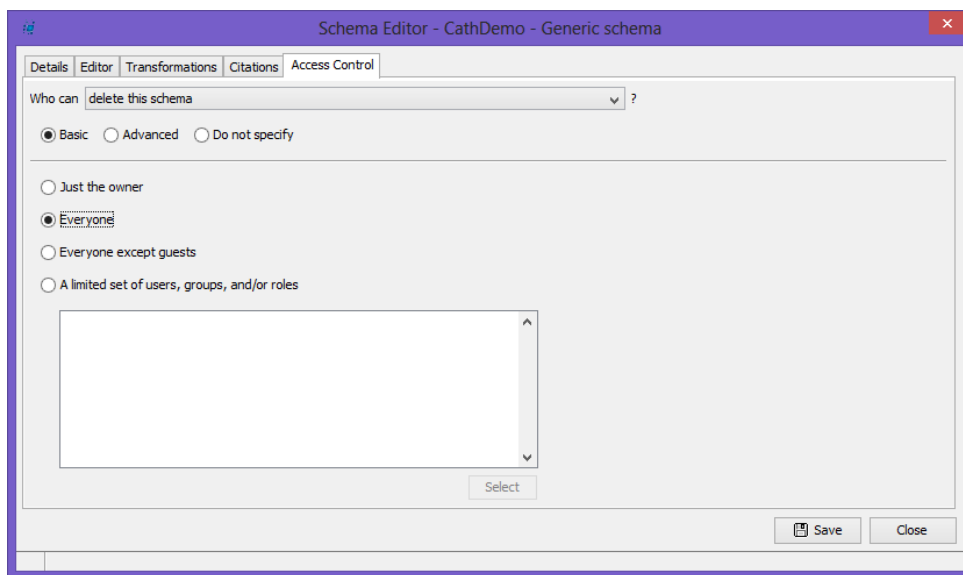 Schema Editor - CathDemo - Generic schema
Details Editor Transformations Citations Access Control
Who can delete this schema ?
Basic Advanced Do not specify
Just the owner
Everyone
Everyone except guests
A limited set of users, groups, and/or roles
Select
Save Close